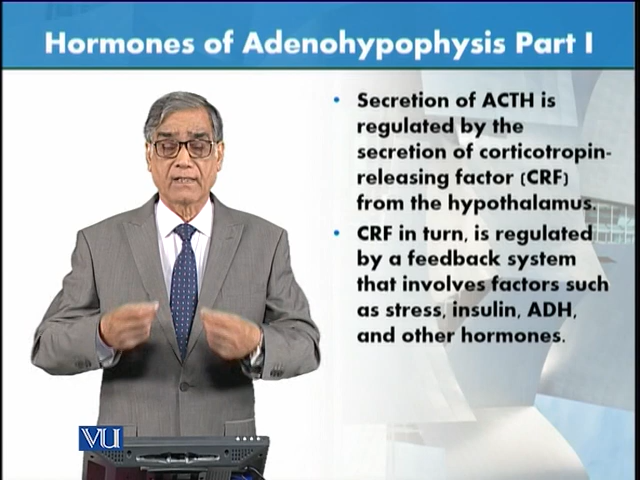 Hormones of Adenohypophysis Part I
• Secretion of ACTH is
regulated by the
secretion of corticotropin-
releasing factor (CRF)
from the hypothalamus.
• CRF in turn, is regulated
by a feedback system
that involves factors such
as stress, insulin, ADH,
and other hormones.
VU